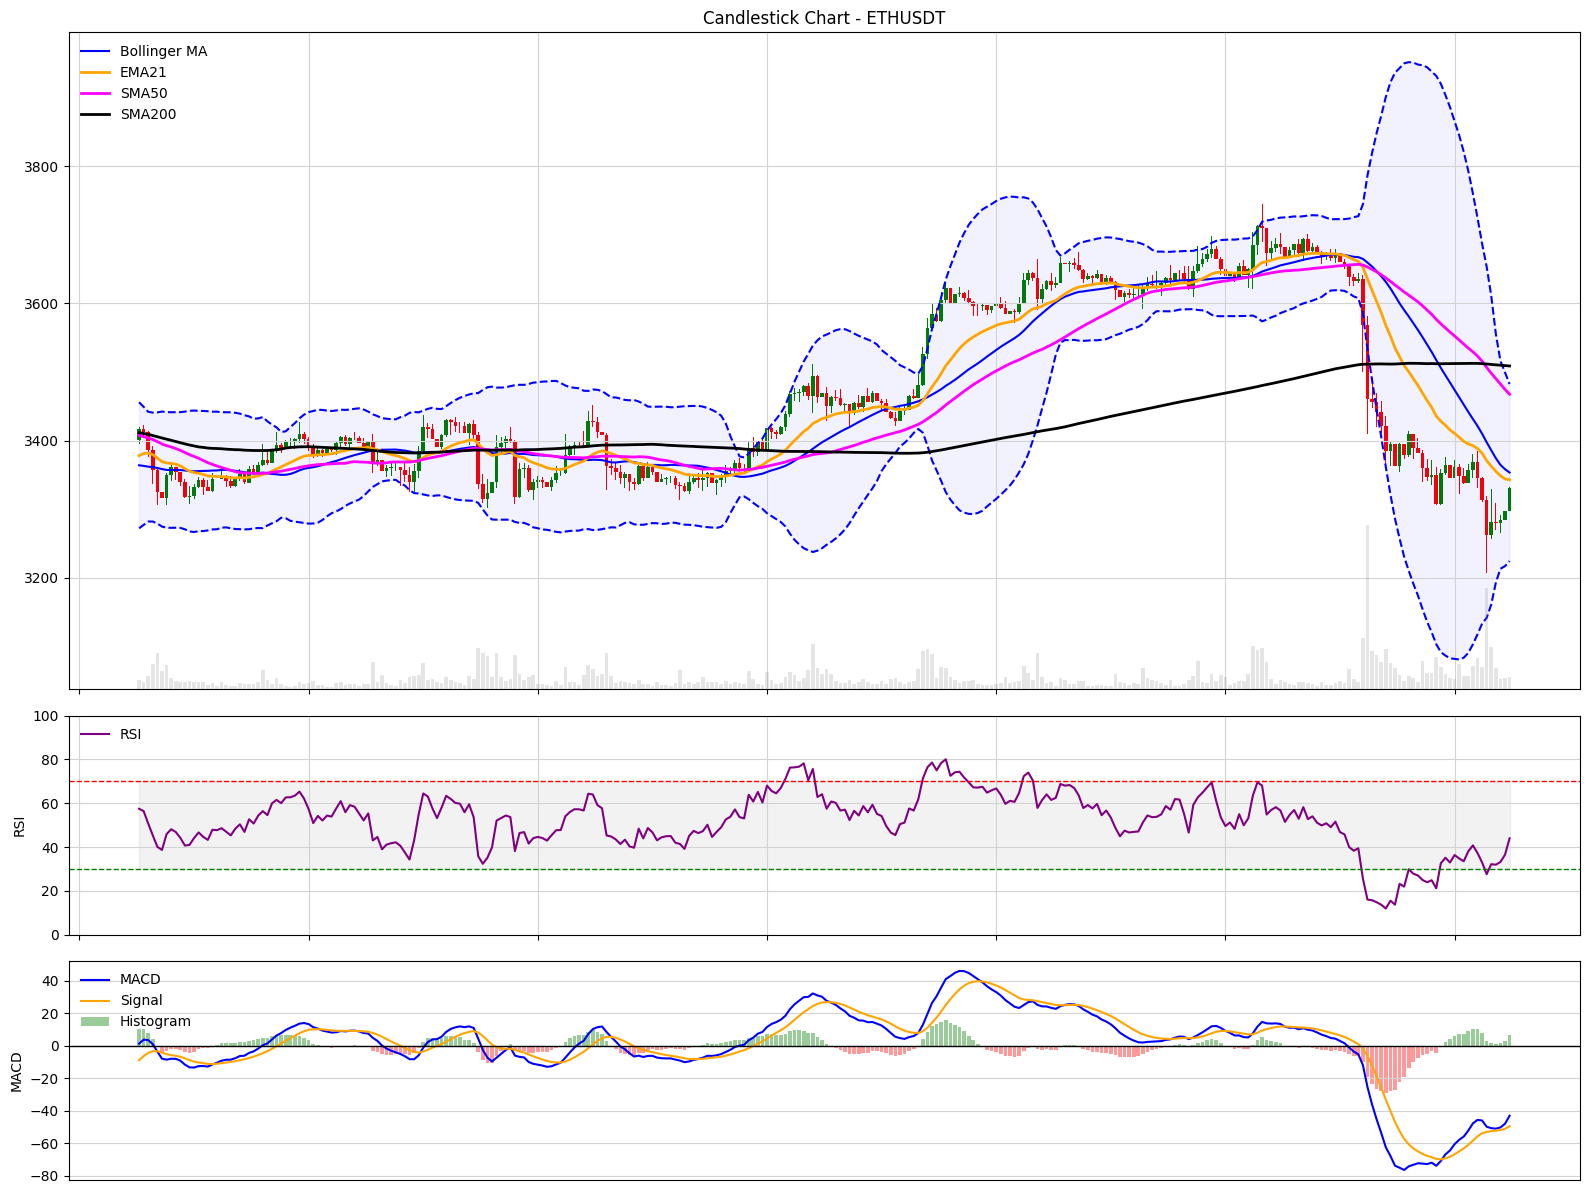 Candlestick Chart - ETHUSDT
Bollinger MA
EMA21
SMA50
SMA200
3800
3600
3400
3200
RSI
100
80
60
40
20
0
RSI
MACD
Signal
Histogram
40
20
0
−20
−40
−60
−80
MACD